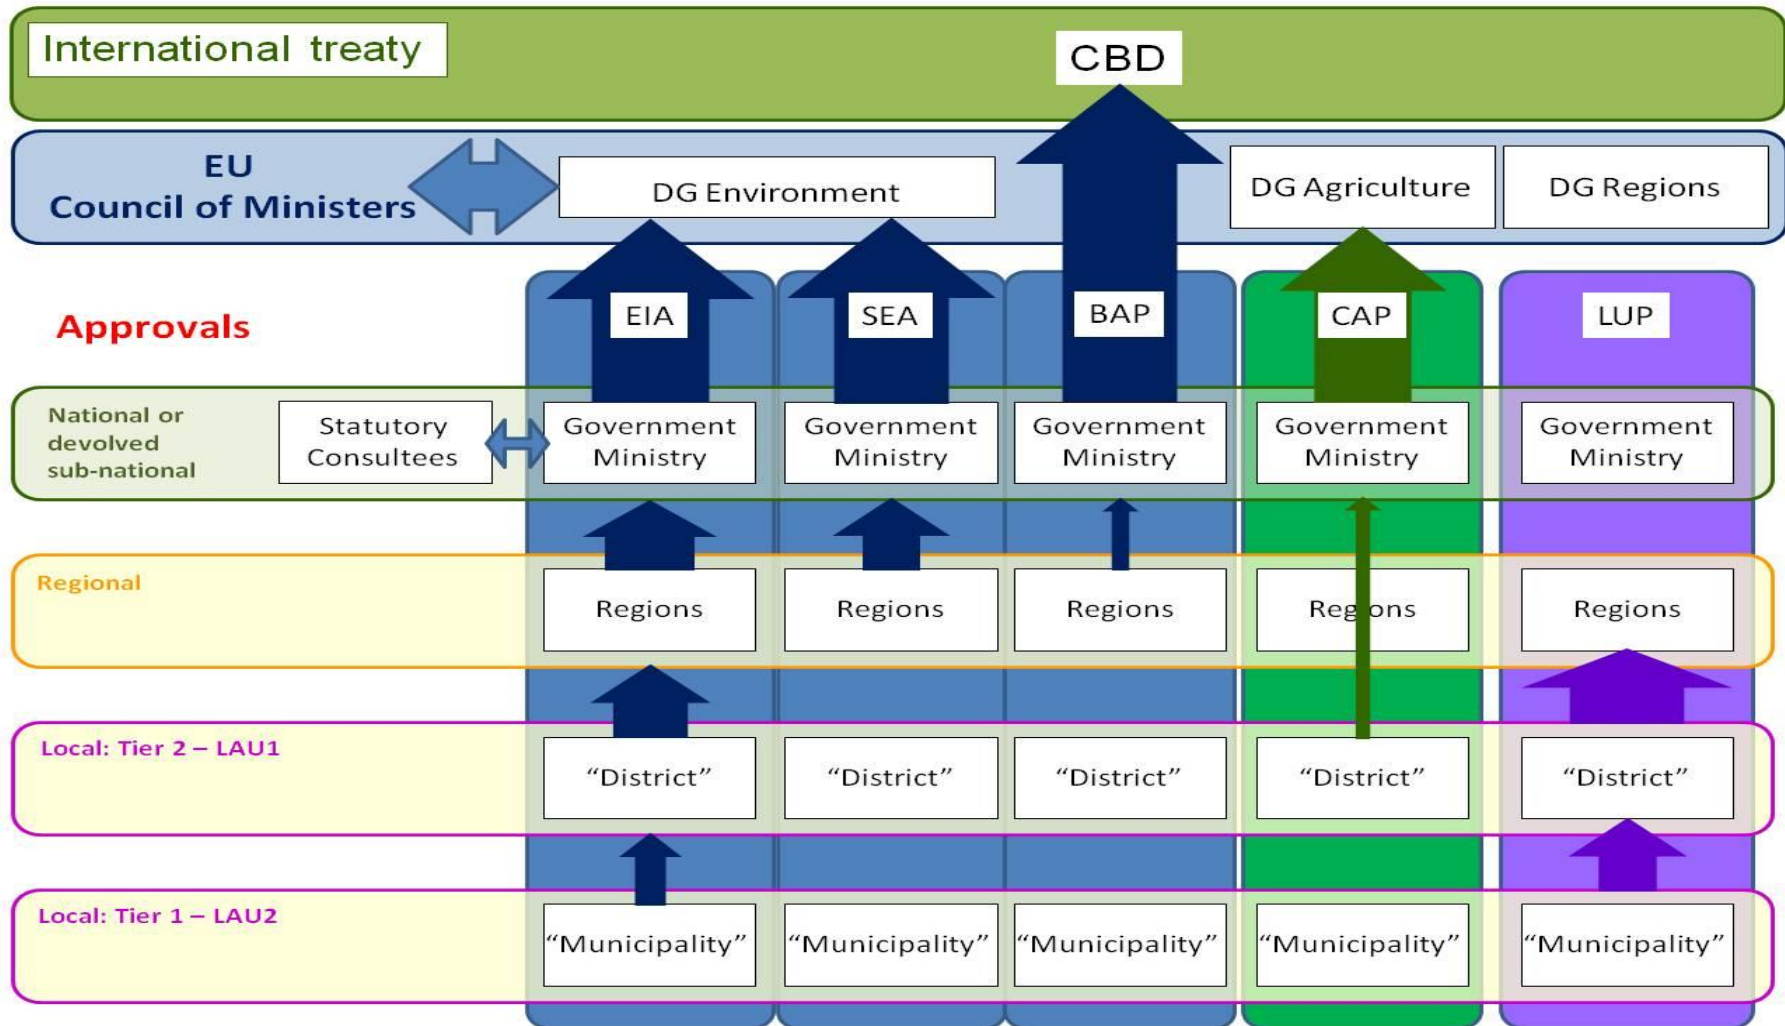 International treaty
CBD
EU
Council of Ministers
DG Environment
DG Agriculture
DG Regions
Approvals
EIA
SEA
BAP
CAP
LUP
National or
devolved
sub-national
Statutory
Consultees
Government
Ministry
Government
Ministry
Government
Ministry
Government
Ministry
Government
Ministry
Regional
Regions
Regions
Regions
Regions
Regions
Local: Tier 2 – LAU1
“District”
“District”
“District”
“District”
“District”
Local: Tier 1 – LAU2
“Municipality”
“Municipality”
“Municipality”
“Municipality”
“Municipality”